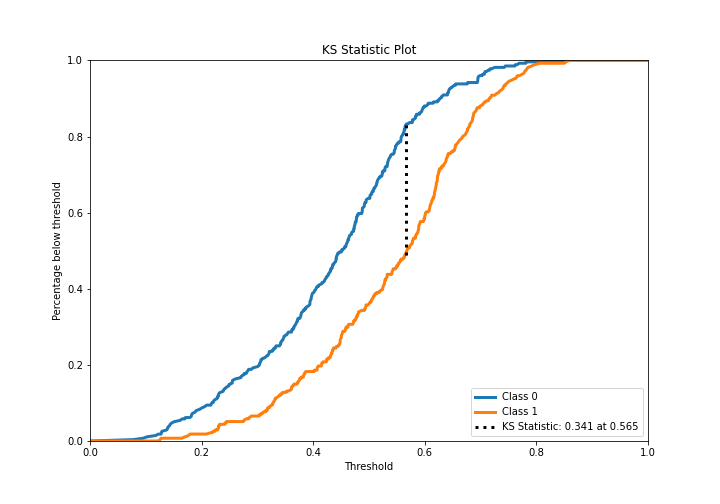 KS Statistic Plot
Percentage below threshold
1.0
0.8
0.6
0.4
0.2
0.0
0.0 0.2 0.4 0.6 0.8 1.0
Threshold
Class 0
Class 1
KS Statistic: 0.341 at 0.565